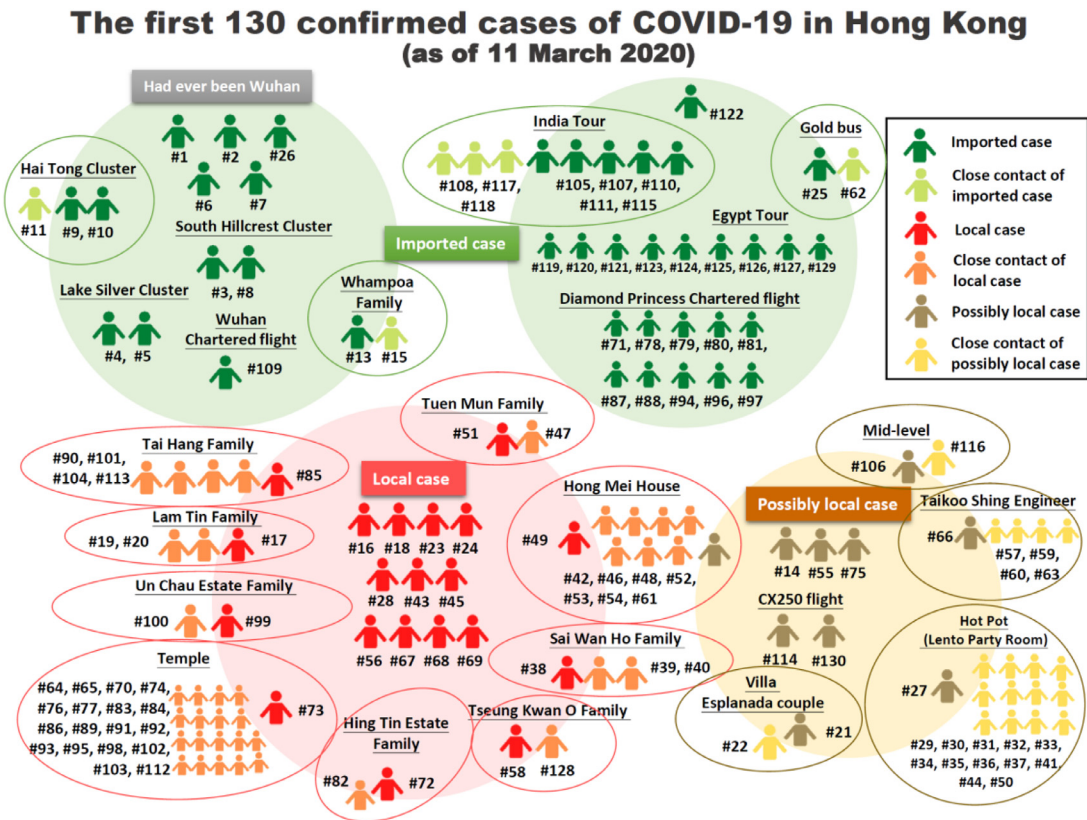 The first 130 confirmed cases of COVID-19 in Hong Kong
(as of 11 March 2020)
Had ever been Wuhan
#1
#2
#26
#6
#7
Hai Tong Cluster
#11
#9, #10
South Hillcrest Cluster
#3, #8
Lake Silver Cluster
#4, #5
Wuhan
Chartered flight
#109
Imported case
Whampoa
Family
#13
#15
India Tour
#108, #117,
#118
#105, #107, #110,
#111, #115
#122
Gold bus
#25
#62
Egypt Tour
#119, #120, #121, #123, #124, #125, #126, #127, #129
Diamond Princess Chartered flight
#71, #78, #79, #80, #81,
#87, #88, #94, #96, #97
Imported case
Close contact of
imported case
Local case
Close contact of
local case
Possibly local case
Close contact of
possibly local case
Tuen Mun Family
#51
#47
Tai Hang Family
#90, #101,
#104, #113
#85
Lam Tin Family
#19, #20
#17
Un Chau Estate Family
#100
#99
Temple
#64, #65, #70, #74,
#76, #77, #83, #84,
#86, #89, #91, #92,
#93, #95, #98, #102,
#103, #112
#73
Local case
#16
#18
#23
#24
#28
#43
#45
#56
#67
#68
#69
Hing Tin Estate
Family
#82
#72
Tseung Kwan O Family
#58
#128
Sai Wan Ho Family
#38
#39, #40
Hong Mei House
#49
#42, #46, #48, #52,
#53, #54, #61
Possibly local case
#14
#55
#75
CX250 flight
#114
#130
Mid-level
#106
#116
Taikoo Shing Engineer
#66
#57, #59,
#60, #63
Villa
Esplanada couple
#22
#21
Hot Pot
(Lento Party Room)
#27
#29, #30, #31, #32, #33,
#34, #35, #36, #37, #41,
#44, #50